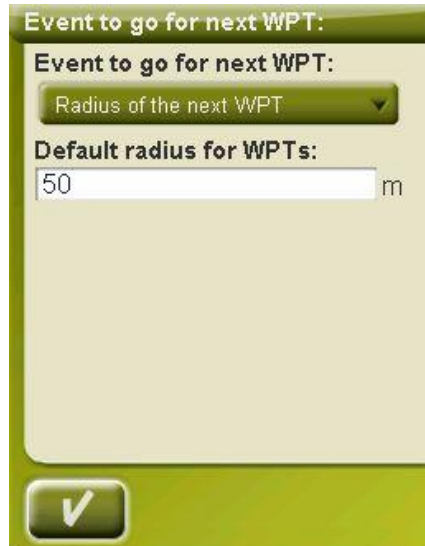 Event to go for next WPT:
Event to go for next WPT:
Radius of the next WPT
Default radius for WPTs:
50 m